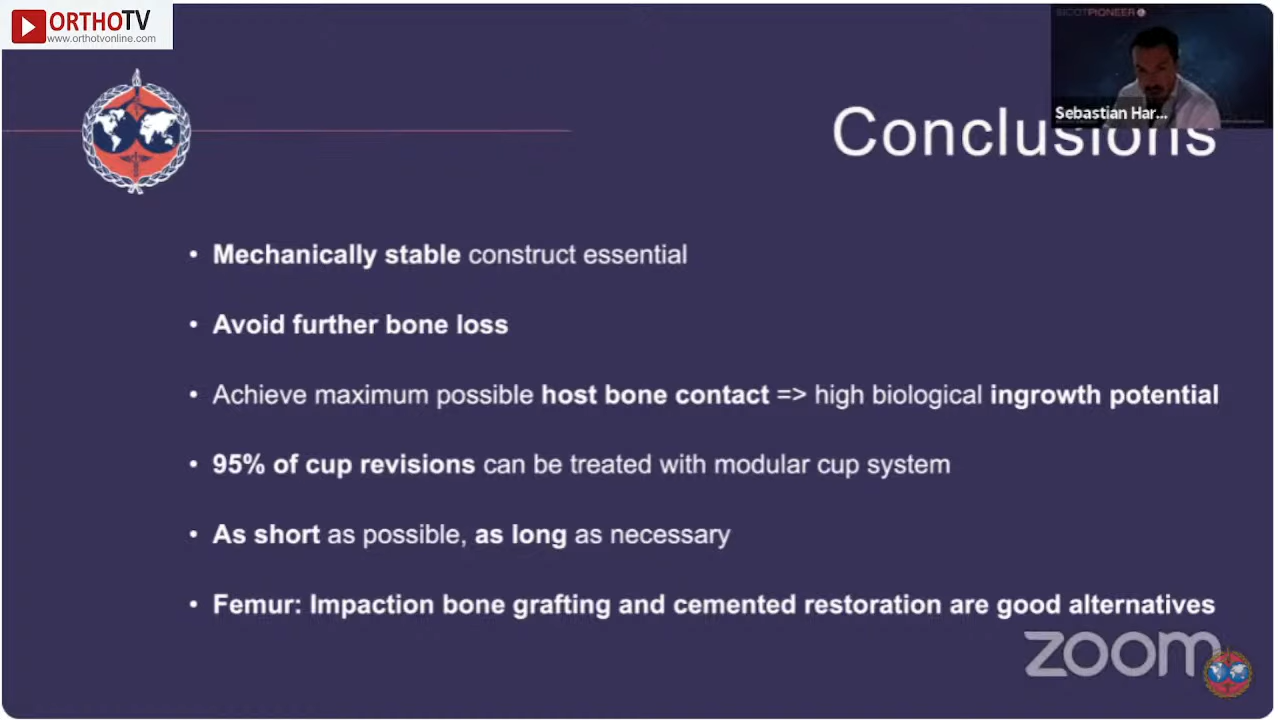 ORTHOTV
www.orthotvonline.com
SICOTPIONEER
Sebastian Har...
Conclusions
• Mechanically stable construct essential
• Avoid further bone loss
• Achieve maximum possible host bone contact => high biological ingrowth potential
• 95% of cup revisions can be treated with modular cup system
• As short as possible, as long as necessary
• Femur: Impaction bone grafting and cemented restoration are good alternatives
zoom